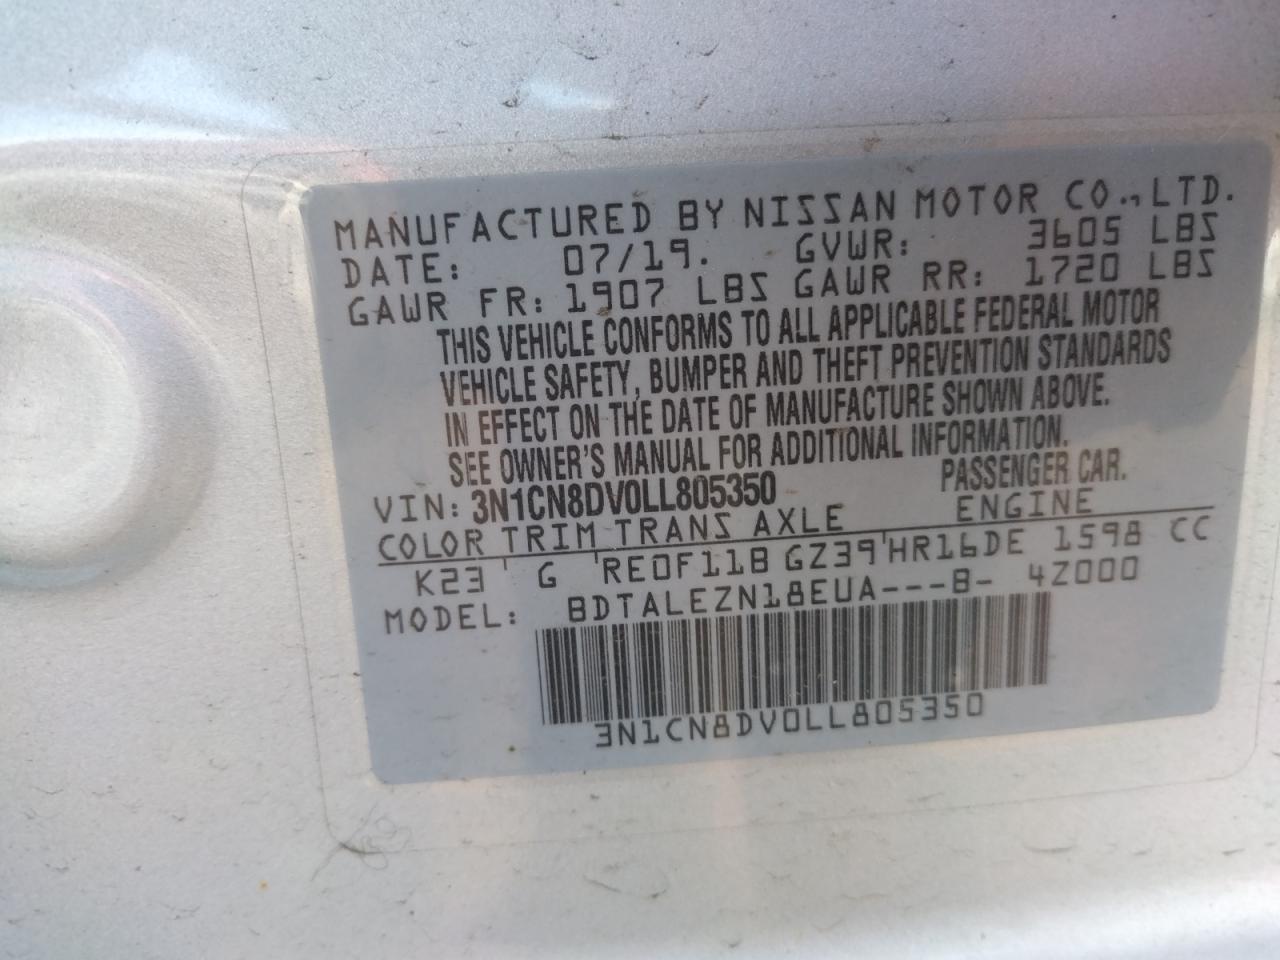 MANUFACTURED BY NISSAN MOTOR CO., LTD.
DATE: 07/19. GVWR: 3605 LBS
GAWR FR: 1907 LBS GAWR RR: 1720 LBS
THIS VEHICLE CONFORMS TO ALL APPLICABLE FEDERAL MOTOR
VEHICLE SAFETY, BUMPER AND THEFT PREVENTION STANDARDS
IN EFFECT ON THE DATE OF MANUFACTURE SHOWN ABOVE.
SEE OWNER'S MANUAL FOR ADDITIONAL INFORMATION.
VIN: 3N1CN8DV0LL805350 PASSENGER CAR.
COLOR TRIM TRANS AXLE ENGINE
K23 ' G 'RE0F11B GZ39'HR16DE 1598 CC
MODEL: BDTALEZN18EUA---B- 4Z000
3N1CN8DV0LL805350